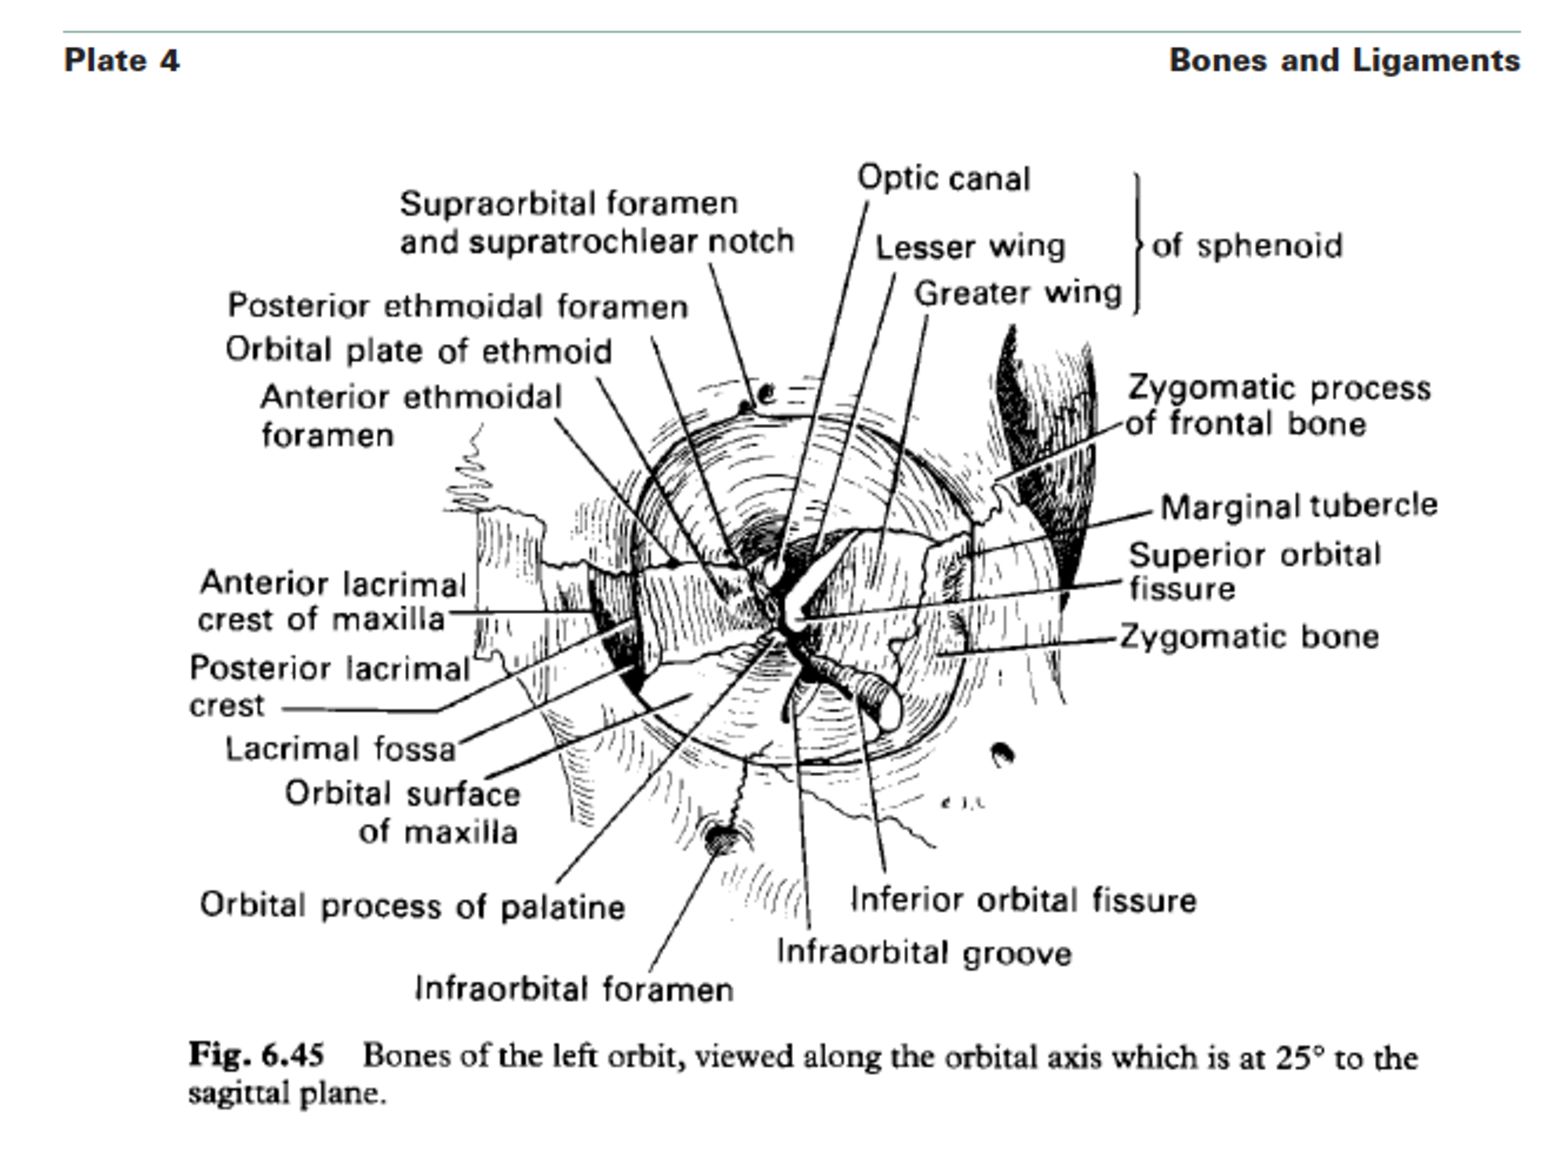 Plate 4
Bones and Ligaments
Optic canal
Supraorbital foramen
and supratrochlear notch
Lesser wing
of sphenoid
Greater wing
Posterior ethmoidal foramen
Orbital plate of ethmoid
Anterior ethmoidal
foramen
Zygomatic process
of frontal bone
Marginal tubercle
Superior orbital
fissure
Anterior lacrimal
crest of maxilla
Zygomatic bone
Posterior lacrimal
crest
Lacrimal fossa
Orbital surface
of maxilla
Orbital process of palatine
Inferior orbital fissure
Infraorbital groove
Infraorbital foramen
Fig. 6.45 Bones of the left orbit, viewed along the orbital axis which is at 25° to the
sagittal plane.